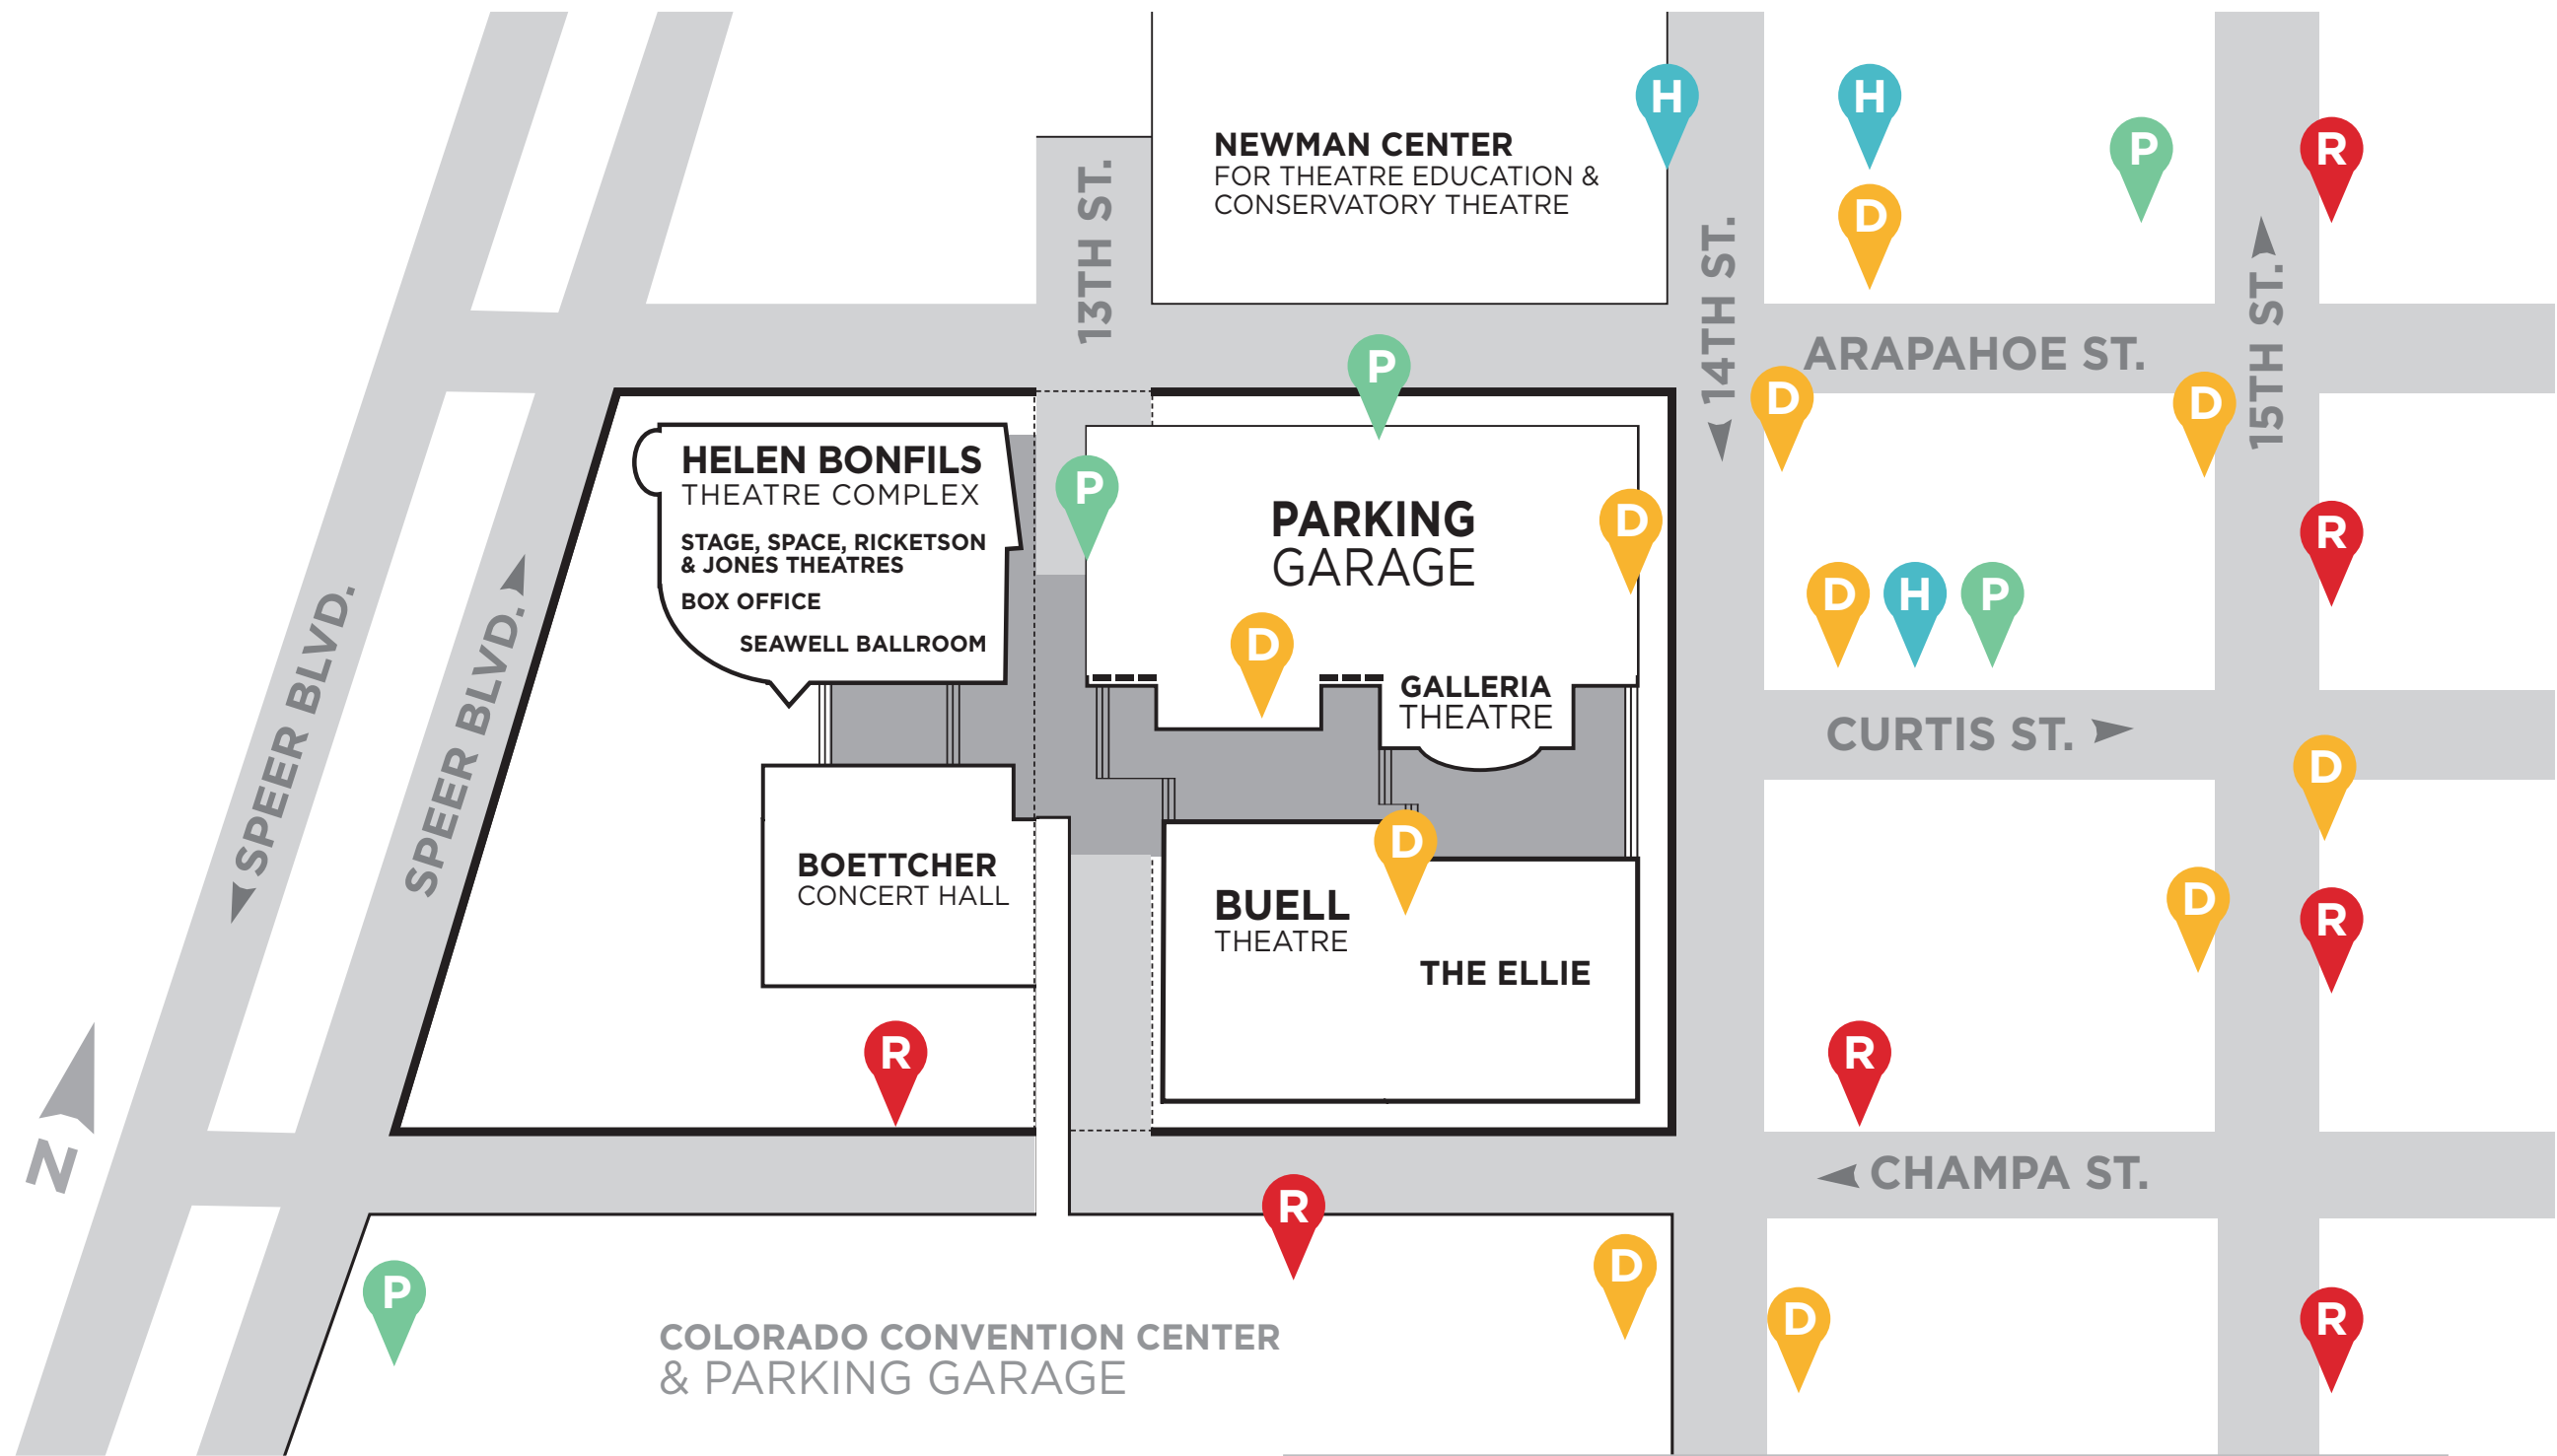 H
H
P
R
D
NEWMAN CENTER
FOR THEATRE EDUCATION &
CONSERVATORY THEATRE
13TH ST.
14TH ST.
15TH ST.
ARAPAHOE ST.
P
D
D
HELEN BONFILS
THEATRE COMPLEX
STAGE, SPACE, RICKETSON
& JONES THEATRES
BOX OFFICE
SEAWELL BALLROOM
P
PARKING
GARAGE
D
D
R
D
H
P
GALLERIA
THEATRE
CURTIS ST.
D
SPEER BLVD.
SPEER BLVD.
BOETTCHER
CONCERT HALL
D
BUELL
THEATRE
THE ELLIE
D
R
R
R
N
CHAMPA ST.
R
D
P
COLORADO CONVENTION CENTER
& PARKING GARAGE
D
R